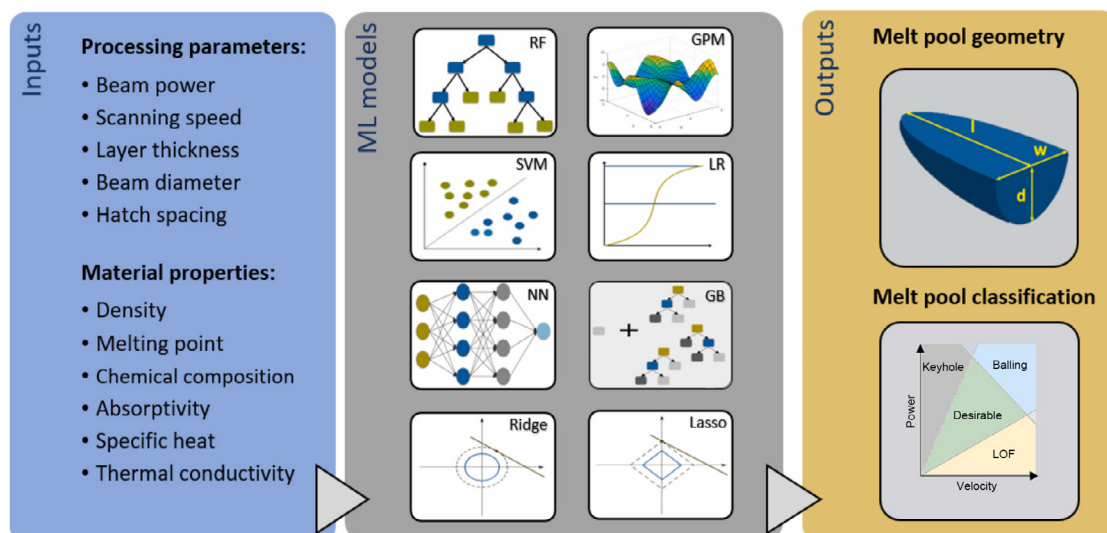 Inputs
Processing parameters:
• Beam power
• Scanning speed
• Layer thickness
• Beam diameter
• Hatch spacing
Material properties:
• Density
• Melting point
• Chemical composition
• Absorptivity
• Specific heat
• Thermal conductivity
ML models
RF
GPM
SVM
LR
NN
GB
+
Ridge
Lasso
Outputs
Melt pool geometry
l
w
d
Melt pool classification
Keyhole
Balling
Desirable
LOF
Power
Velocity